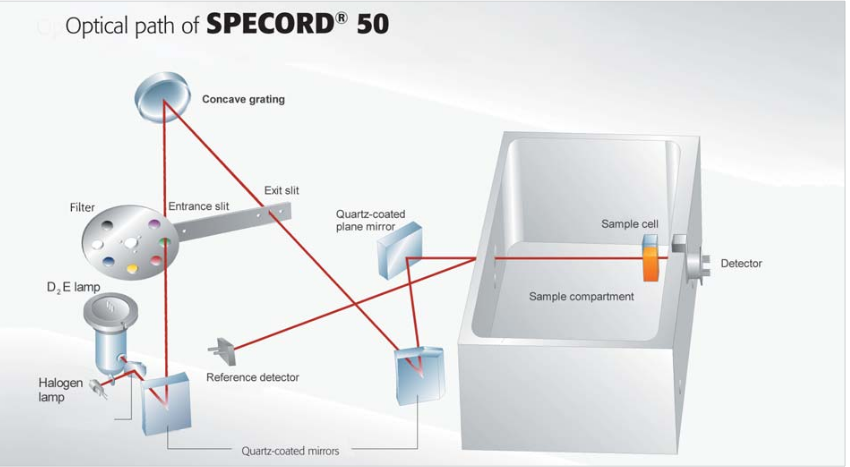 Optical path of SPECORD® 50
Concave grating
Exit slit
Filter
Entrance slit
Quartz-coated
plane mirror
Sample cell
Detector
D₂E lamp
Sample compartment
Reference detector
Halogen
lamp
Quartz-coated mirrors